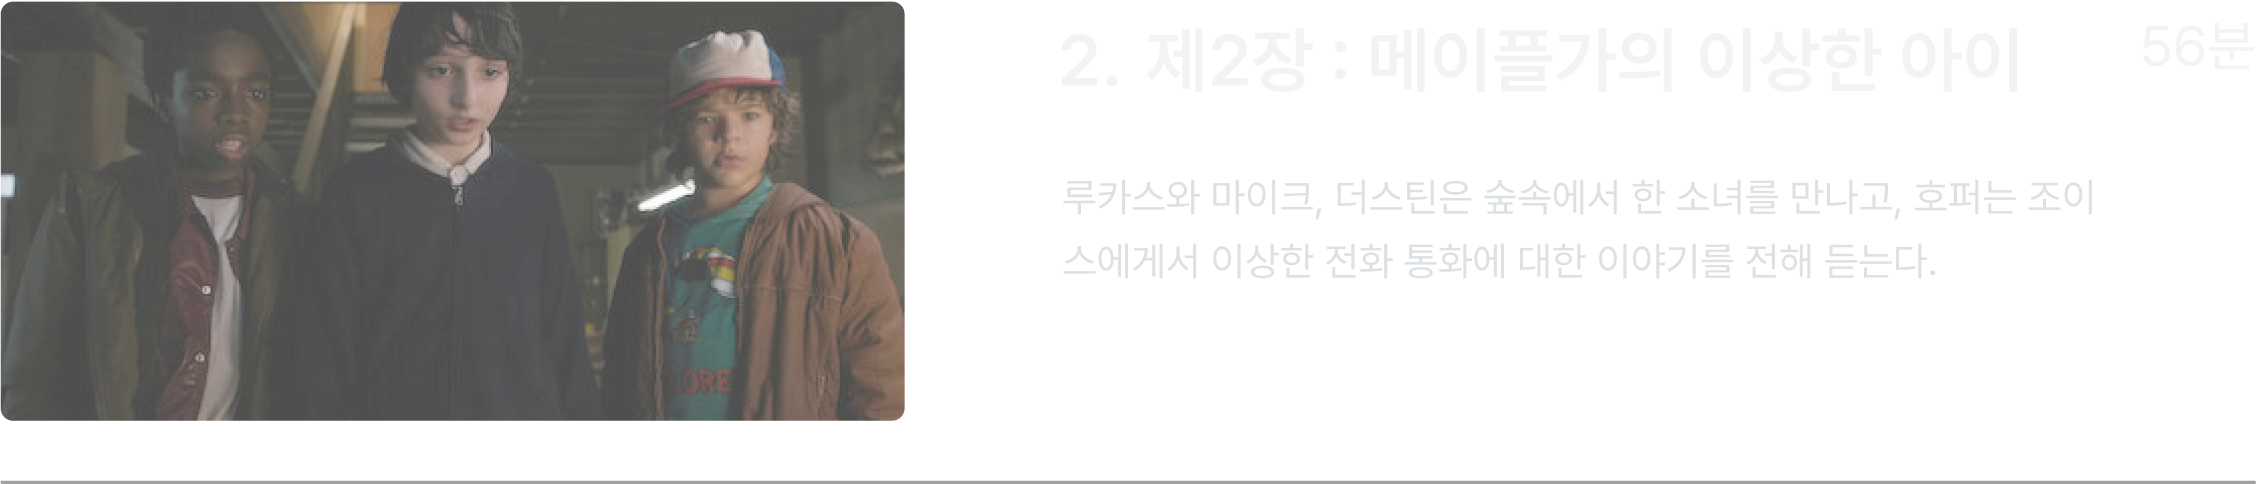 2. 제2장 : 메이플가의 이상한 아이
56분
루카스와 마이크, 더스틴은 숲속에서 한 소녀를 만나고, 호퍼는 조이
스에게서 이상한 전화 통화에 대한 이야기를 전해 듣는다.
LORE